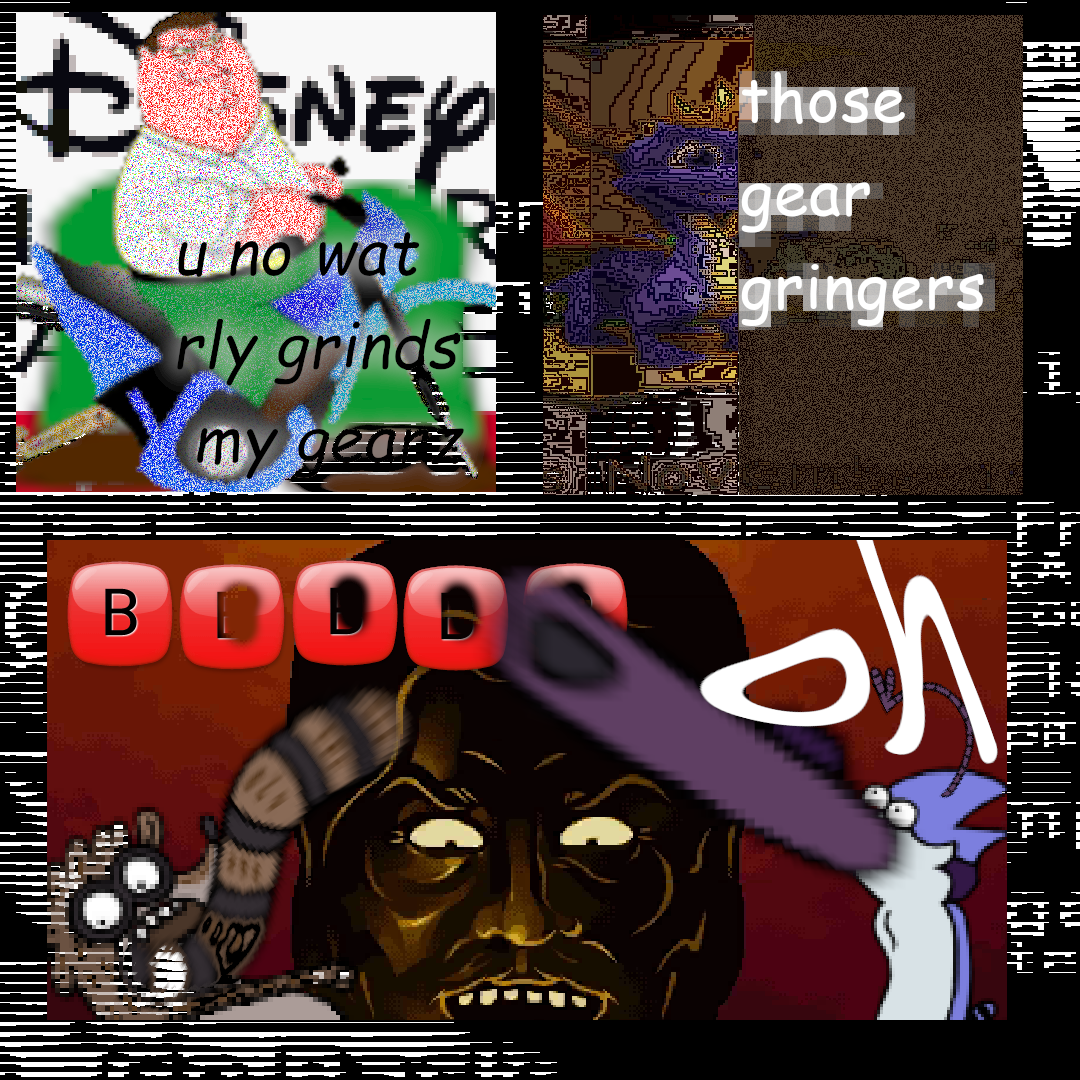 DiSNEY
u no wat
rly grinds
my gearz
those
gear
gringers
B
oh